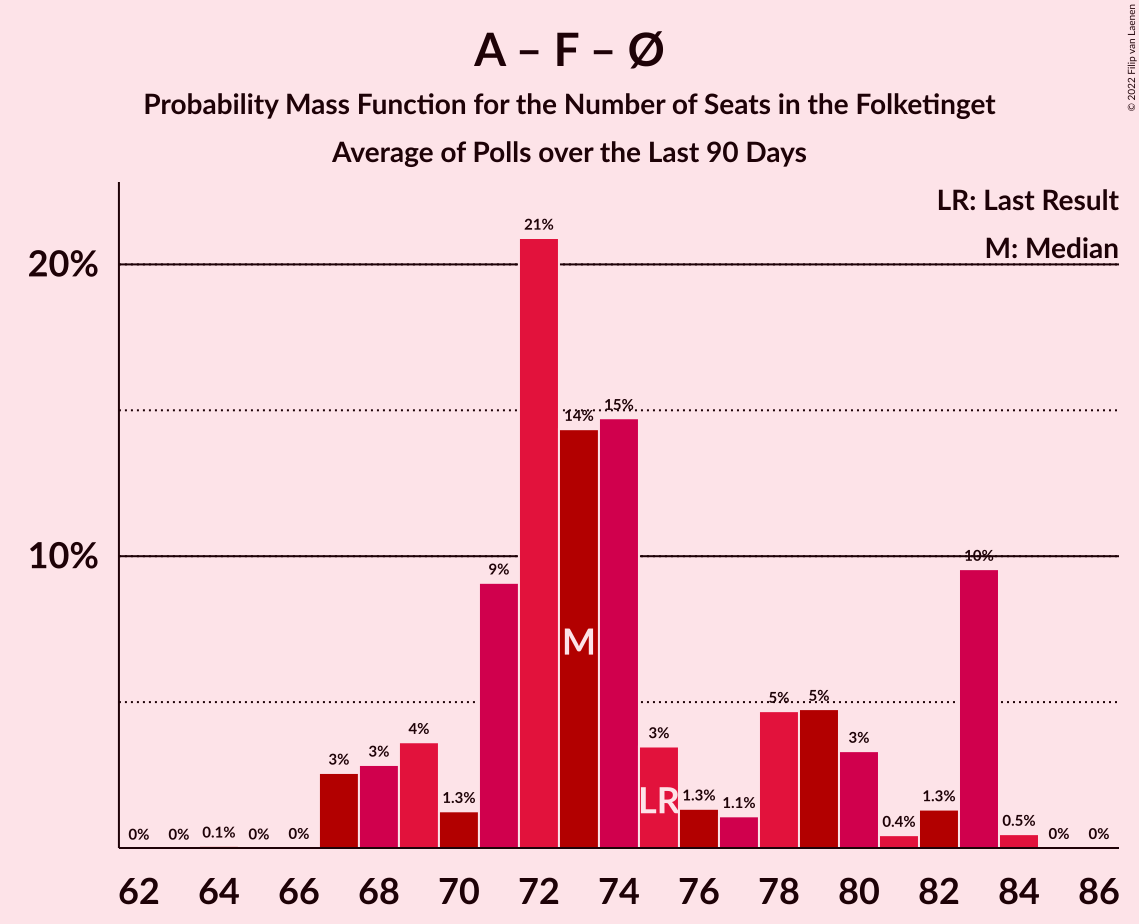 A – F – Ø
Probability Mass Function for the Number of Seats in the Folketinget
Average of Polls over the Last 90 Days
© 2022 Filip van Laenen
LR: Last Result
M: Median
20%
10%
0% 0% 0.1% 0% 0% 3% 3% 4% 1.3% 9% 21% 14% 15% 3% 1.3% 1.1% 5% 5% 3% 0.4% 1.3% 10% 0.5% 0% 0%
M
LR
62 64 66 68 70 72 74 76 78 80 82 84 86